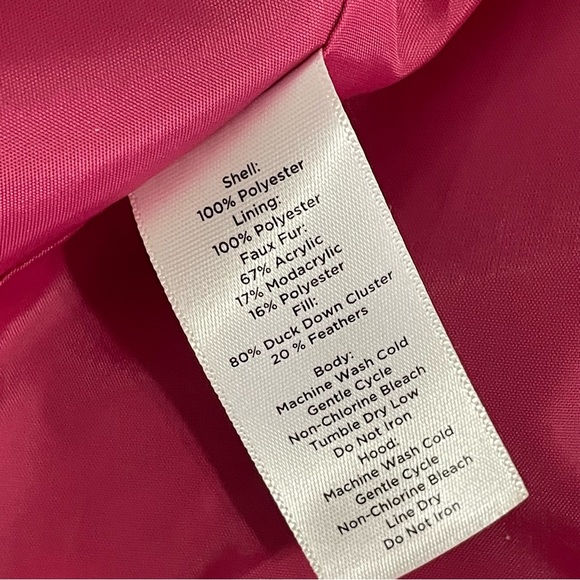 Shell:
100% Polyester
Lining:
100% Polyester
Faux Fur:
67% Acrylic
17% Modacrylic
16% Polyester
Fill:
80% Duck Down Cluster
20 % Feathers
Body:
Machine Wash Cold
Gentle Cycle
Non-Chlorine Bleach
Tumble Dry Low
Do Not Iron
Hood:
Machine Wash Cold
Gentle Cycle
Non-Chlorine Bleach
Line Dry
Do Not Iron